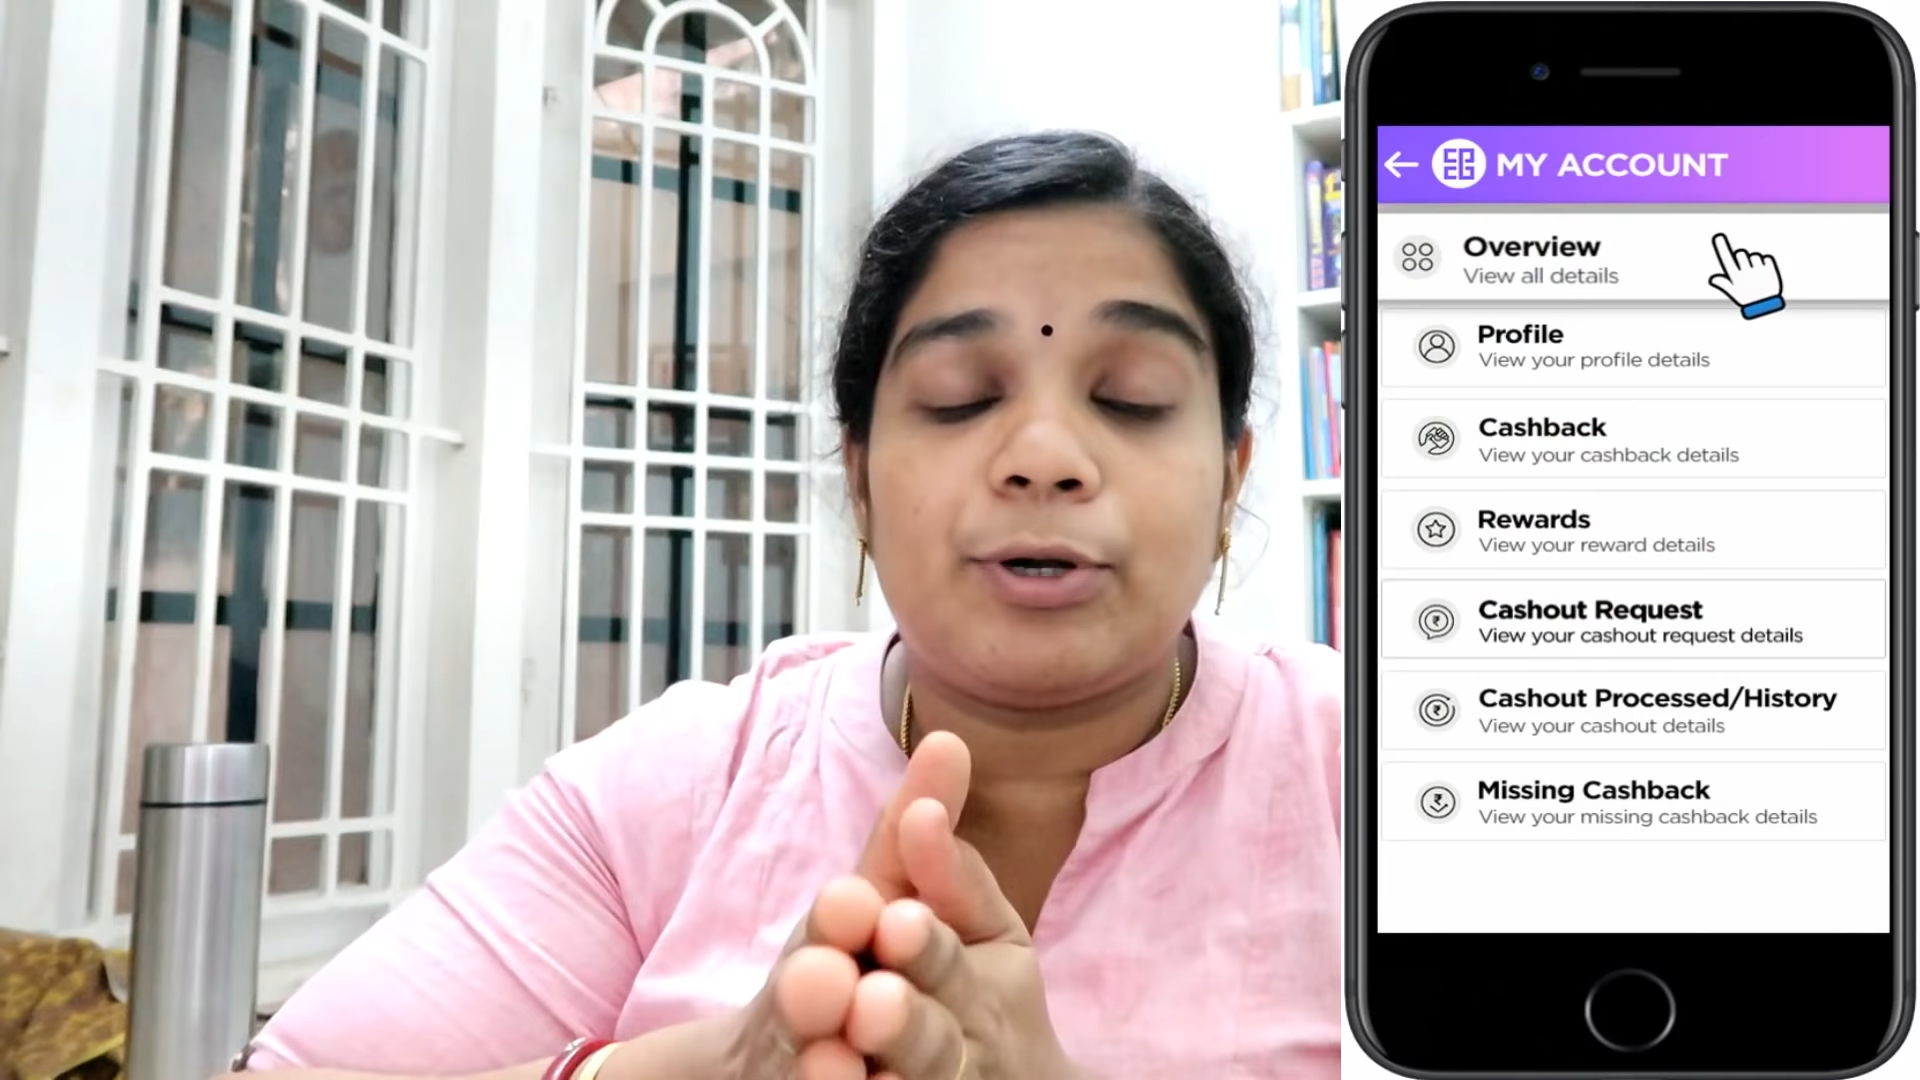 MY ACCOUNT
Overview
View all details
Profile
View your profile details
Cashback
View your cashback details
Rewards
View your reward details
Cashout Request
View your cashout request details
Cashout Processed/History
View your cashout details
Missing Cashback
View your missing cashback details